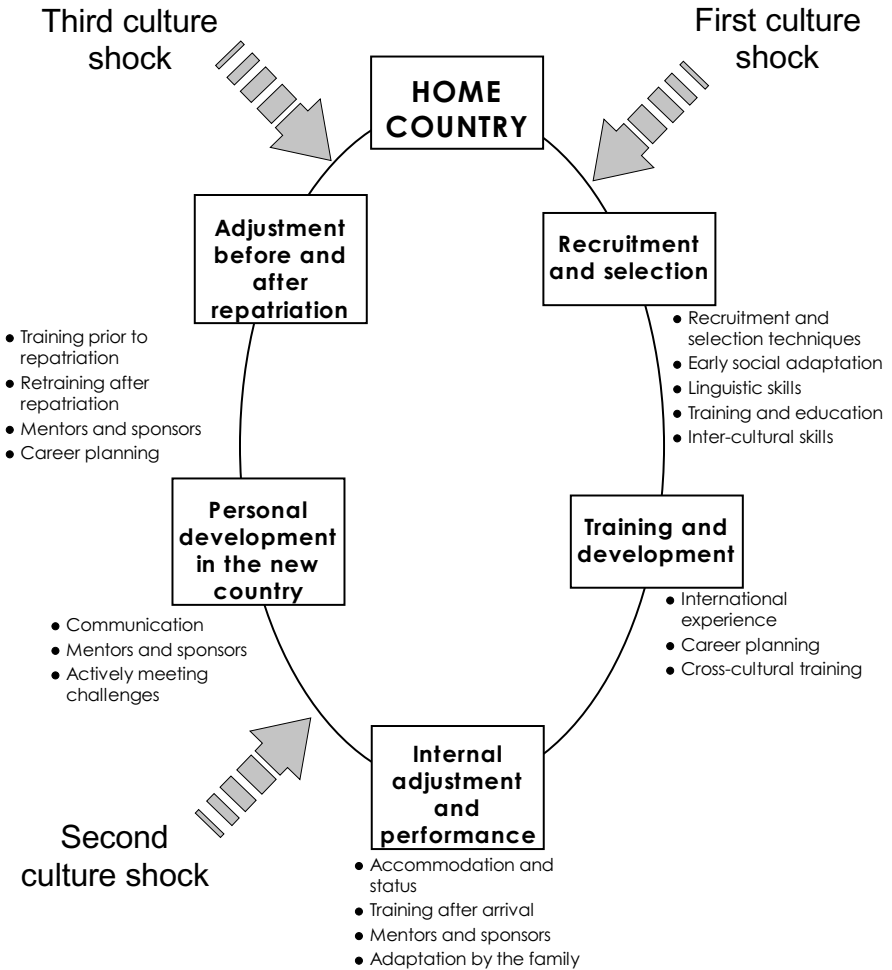 Third culture
shock
First culture
shock
HOME
COUNTRY
Adjustment
before and
after
repatriation
Recruitment
and selection
● Training prior to
repatriation
● Retraining after
repatriation
● Mentors and sponsors
● Career planning
● Recruitment and
selection techniques
● Early social adaptation
● Linguistic skills
● Training and education
● Inter-cultural skills
Personal
development
in the new
country
Training and
development
● Communication
● Mentors and sponsors
● Actively meeting
challenges
● International
experience
● Career planning
● Cross-cultural training
Internal
adjustment
and
performance
Second
culture shock
● Accommodation and
status
● Training after arrival
● Mentors and sponsors
● Adaptation by the family